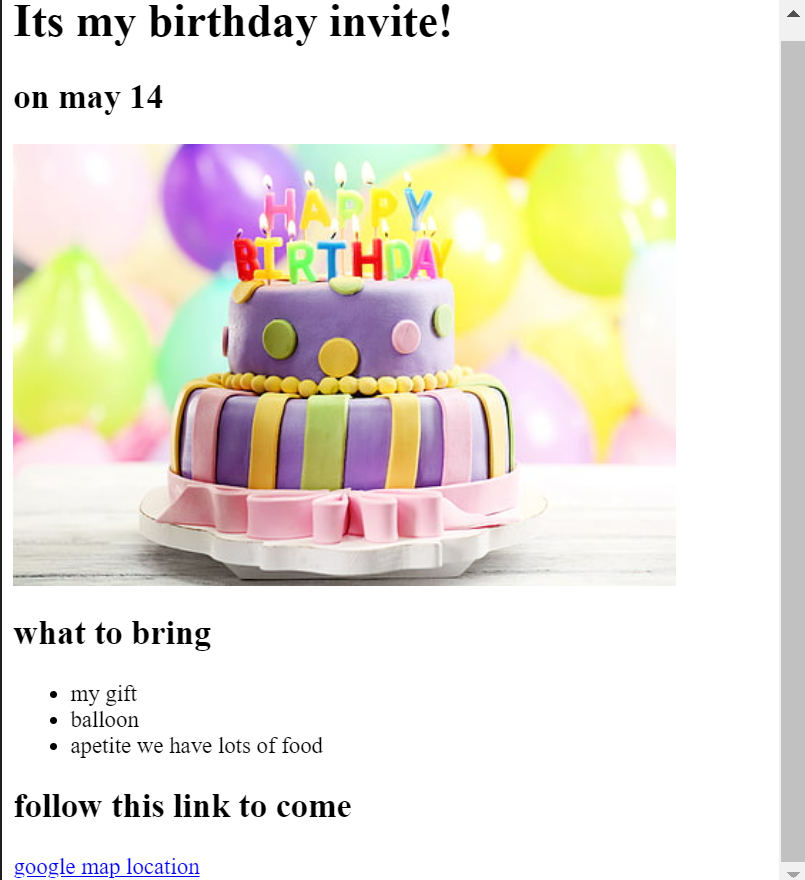 Its my birthday invite!
on may 14
HAPPY
BIRTHDAY
what to bring
my gift
balloon
apetite we have lots of food
follow this link to come
google map location